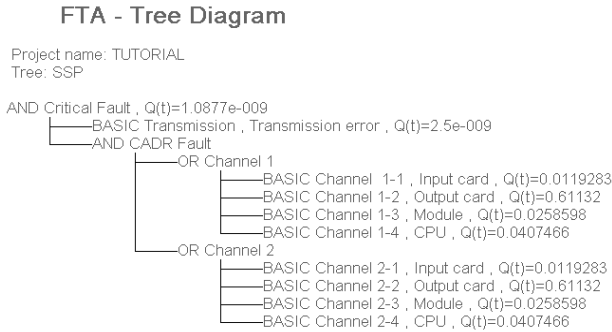 FTA - Tree Diagram
Project name: TUTORIAL
Tree: SSP
AND Critical Fault , Q(t)=1.0877e-009
BASIC Transmission , Transmission error , Q(t)=2.5e-009
AND CADR Fault
OR Channel 1
BASIC Channel 1-1 , Input card , Q(t)=0.0119283
BASIC Channel 1-2 , Output card , Q(t)=0.61132
BASIC Channel 1-3 , Module , Q(t)=0.0258598
BASIC Channel 1-4 , CPU , Q(t)=0.0407466
OR Channel 2
BASIC Channel 2-1 , Input card , Q(t)=0.0119283
BASIC Channel 2-2 , Output card , Q(t)=0.61132
BASIC Channel 2-3 , Module , Q(t)=0.0258598
BASIC Channel 2-4 , CPU , Q(t)=0.0407466